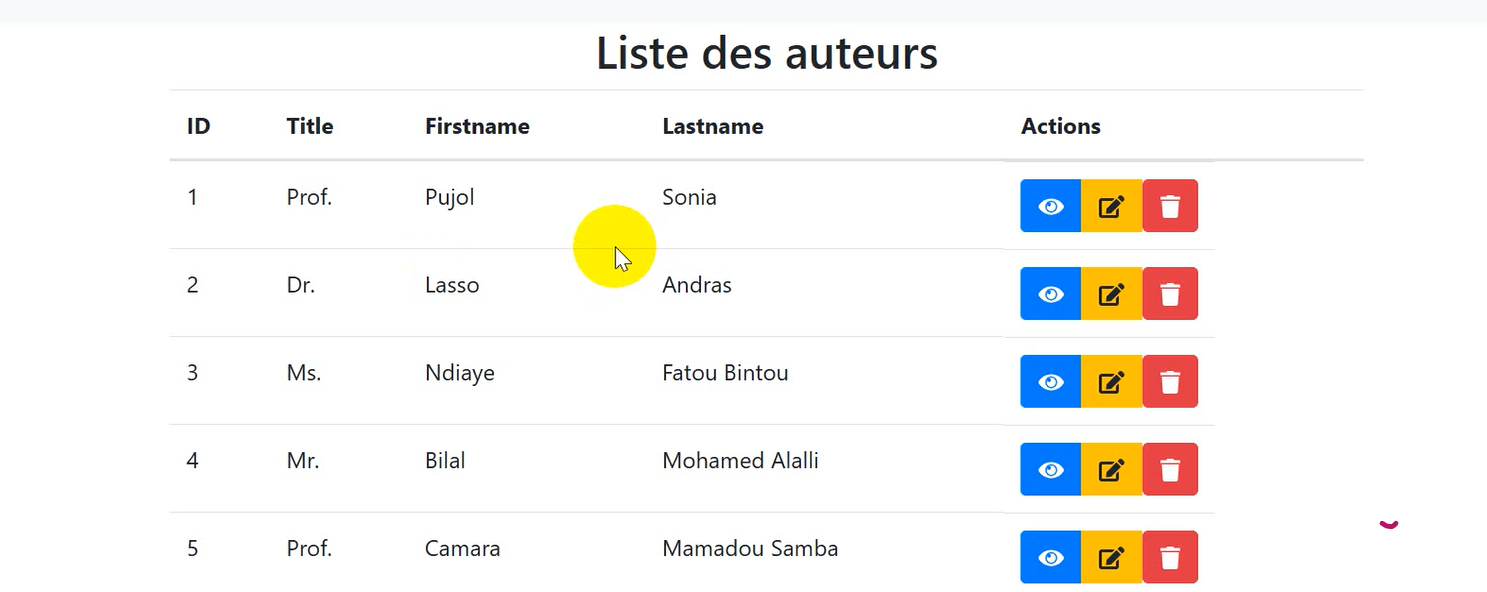 Liste des auteurs
ID Title Firstname Lastname Actions
1 Prof. Pujol Sonia
2 Dr. Lasso Andras
3 Ms. Ndiaye Fatou Bintou
4 Mr. Bilal Mohamed Alalli
5 Prof. Camara Mamadou Samba